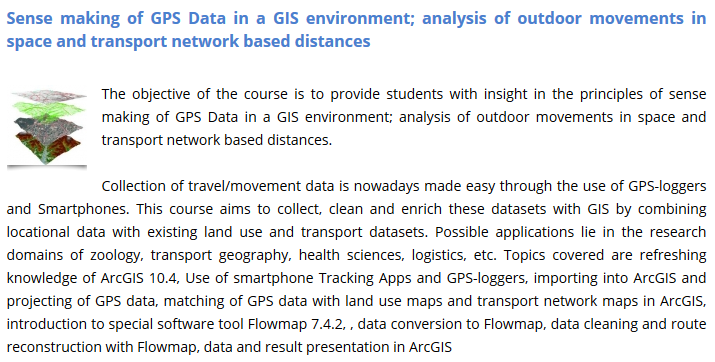 Sense making of GPS Data in a GIS environment; analysis of outdoor movements in
space and transport network based distances
The objective of the course is to provide students with insight in the principles of sense
making of GPS Data in a GIS environment; analysis of outdoor movements in space and
transport network based distances.
Collection of travel/movement data is nowadays made easy through the use of GPS-loggers
and Smartphones. This course aims to collect, clean and enrich these datasets with GIS by combining
locational data with existing land use and transport datasets. Possible applications lie in the research
domains of zoology, transport geography, health sciences, logistics, etc. Topics covered are refreshing
knowledge of ArcGIS 10.4, Use of smartphone Tracking Apps and GPS-loggers, importing into ArcGIS and
projecting of GPS data, matching of GPS data with land use maps and transport network maps in ArcGIS,
introduction to special software tool Flowmap 7.4.2, , data conversion to Flowmap, data cleaning and route
reconstruction with Flowmap, data and result presentation in ArcGIS